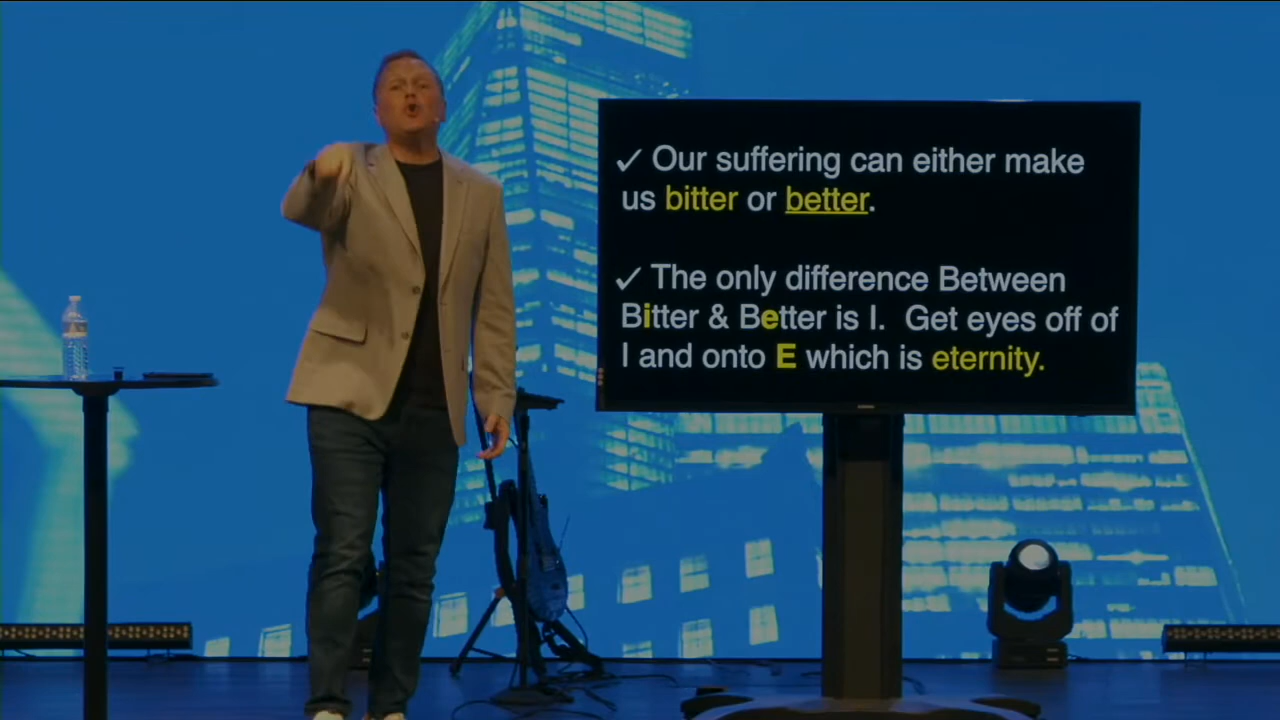 ✓ Our suffering can either make
us bitter or better.
✓ The only difference Between
Bitter & Better is I. Get eyes off of
I and onto E which is eternity.